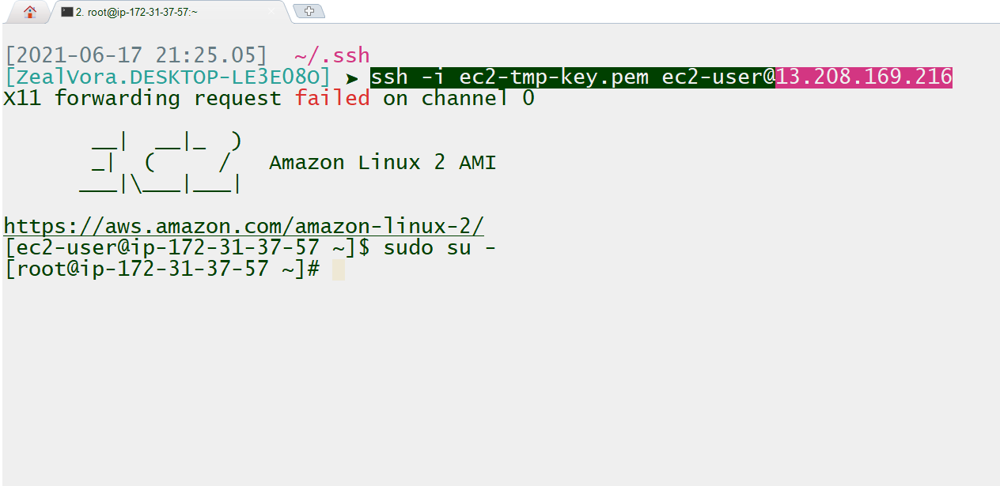 2. root@ip-172-31-37-57:~
[2021-06-17 21:25.05]  ~/.ssh
[ZealVora.DESKTOP-LE3E08O] ➤ ssh -i ec2-tmp-key.pem ec2-user@13.208.169.216
X11 forwarding request failed on channel 0
       __|  __|_  )
       _|  (     /   Amazon Linux 2 AMI
      ___|\___|___|
https://aws.amazon.com/amazon-linux-2/
[ec2-user@ip-172-31-37-57 ~]$ sudo su -
[root@ip-172-31-37-57 ~]#